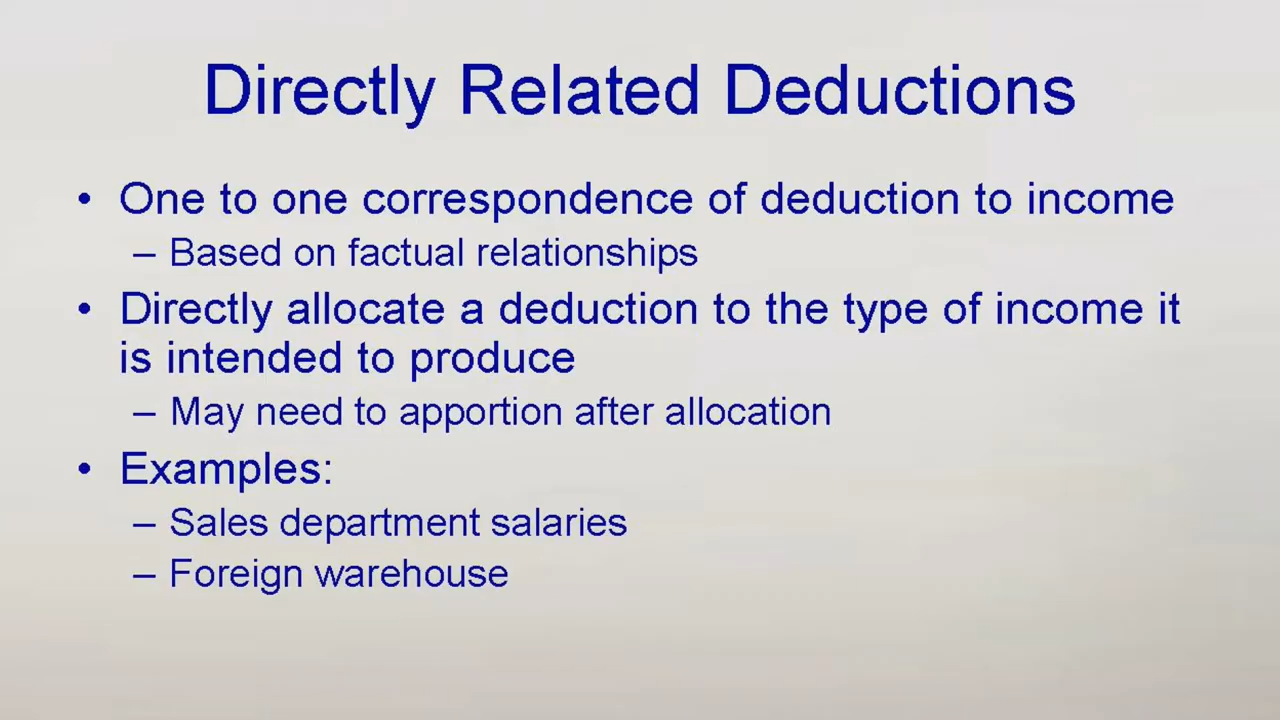 Directly Related Deductions
• One to one correspondence of deduction to income
– Based on factual relationships
• Directly allocate a deduction to the type of income it
is intended to produce
– May need to apportion after allocation
• Examples:
– Sales department salaries
– Foreign warehouse